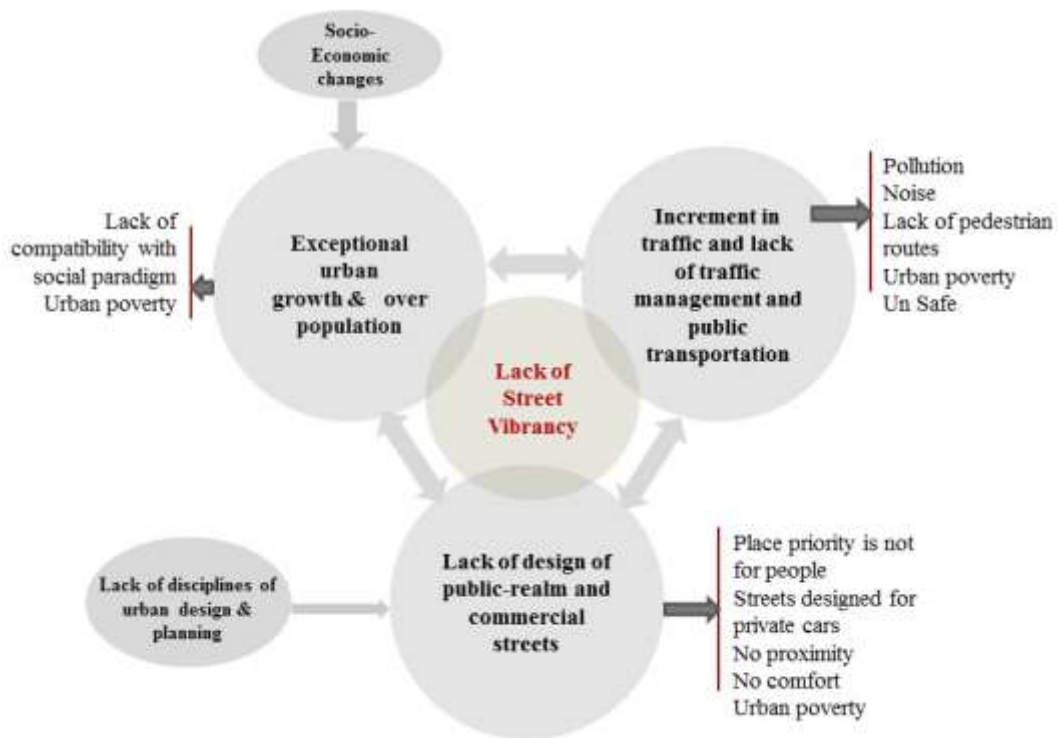 Socio-
Economic
changes
Lack of
compatibility with
social paradigm
Urban poverty
Exceptional
urban
growth & over
population
Increment in
traffic and lack
of traffic
management and
public
transportation
Pollution
Noise
Lack of pedestrian
routes
Urban poverty
Un Safe
Lack of
Street
Vibrancy
Lack of disciplines of
urban design &
planning
Lack of design of
public-realm and
commercial
streets
Place priority is not
for people
Streets designed for
private cars
No proximity
No comfort
Urban poverty